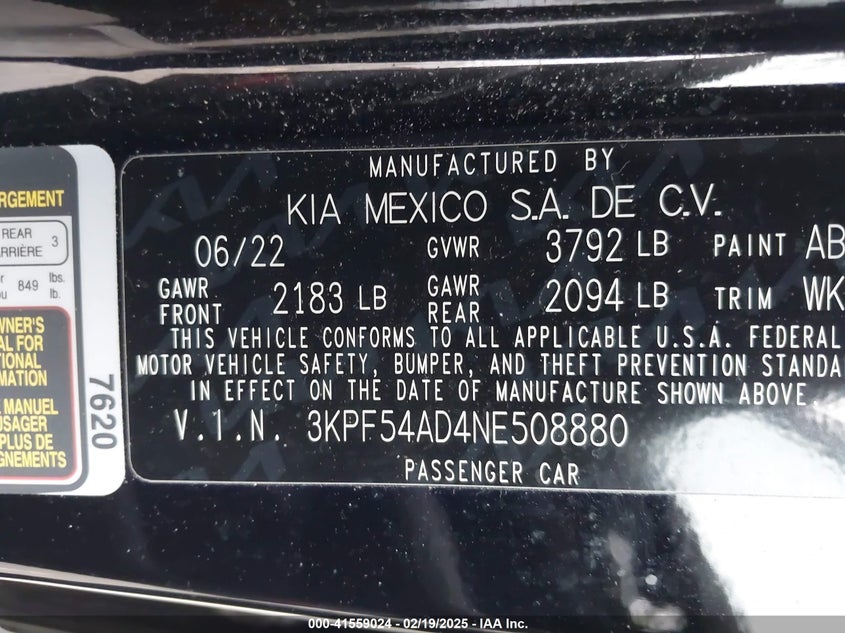 RGEMENT
REAR
ARRIÈRE 3
849 lbs.
lb.
WNER'S
AL FOR
TIONAL
MATION
MANUEL
USAGER
PLUS DE
GNEMENTS
7620
MANUFACTURED BY
KIA MEXICO S.A. DE C.V.
06/22 GVWR 3792 LB PAINT AB
GAWR FRONT 2183 LB GAWR REAR 2094 LB TRIM WK
THIS VEHICLE CONFORMS TO ALL APPLICABLE U.S.A. FEDERAL
MOTOR VEHICLE SAFETY, BUMPER, AND THEFT PREVENTION STANDA
IN EFFECT ON THE DATE OF MANUFACTURE SHOWN ABOVE.
V.I.N. 3KPF54AD4NE508880
PASSENGER CAR
000-41559024 - 02/19/2025 - IAA Inc.